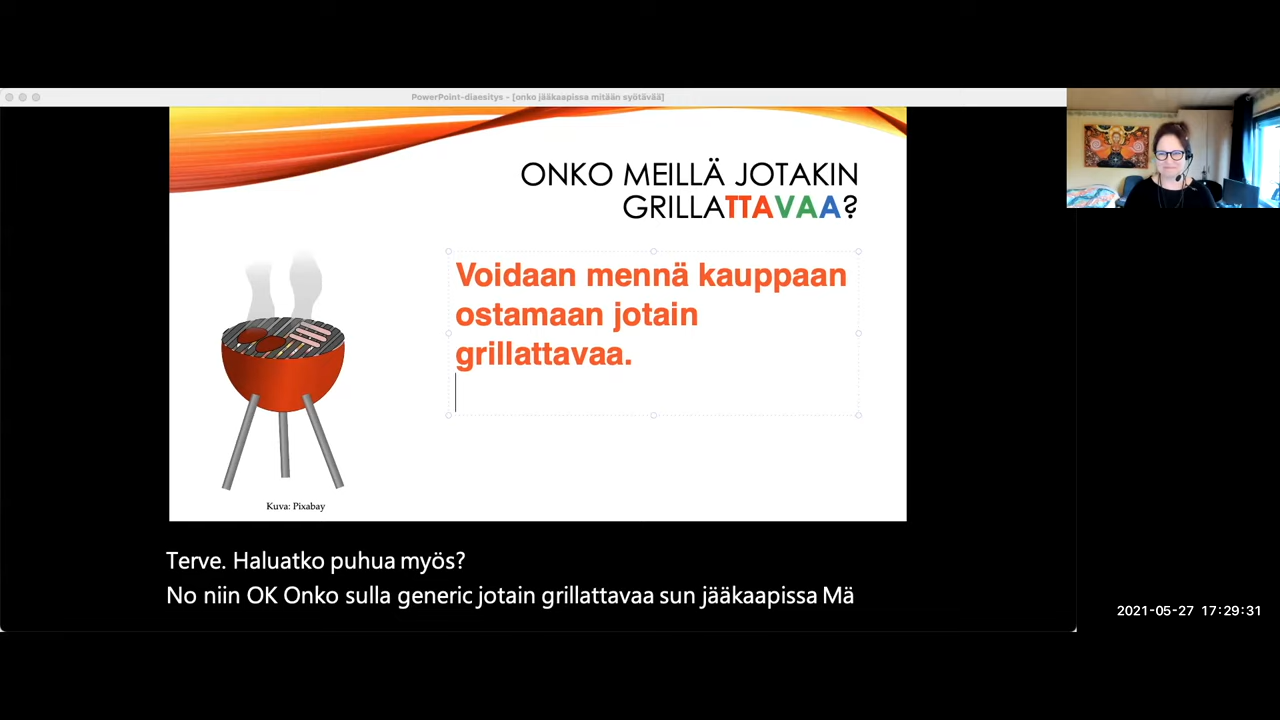 PowerPoint-diaesitys - [onko jääkaapissa mitään syötävää]
ONKO MEILLÄ JOTAKIN
GRILLATTAVAA?
Voidaan mennä kauppaan
ostamaan jotain
grillattavaa.
Kuva: Pixabay
Terve. Haluatko puhua myös?
No niin OK Onko sulla generic jotain grillattavaa sun jääkaapissa Mä
2021-05-27 17:29:31